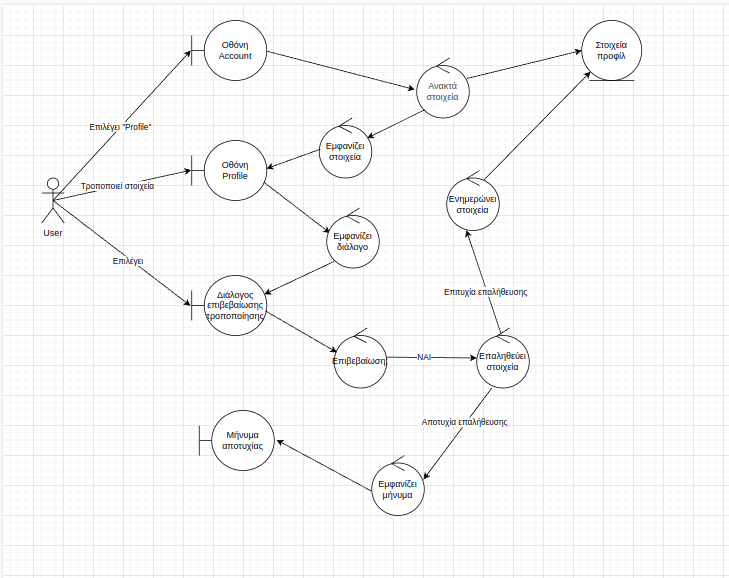 Οθόνη
Account
Στοιχεία
προφίλ
Ανακτά
στοιχεία
Επιλέγει "Profile"
Εμφανίζει
στοιχεία
Οθόνη
Profile
Τροποποιεί στοιχεία
Ενημερώνει
στοιχεία
User
Εμφανίζει
διάλογο
Επιλέγει
Διάλογος
επιβεβαίωσης
τροποποίησης
Επιτυχία επαλήθευσης
Επιβεβαίωση
ΝΑΙ
Επαληθεύει
στοιχεία
Αποτυχία επαλήθευσης
Μήνυμα
αποτυχίας
Εμφανίζει
μήνυμα